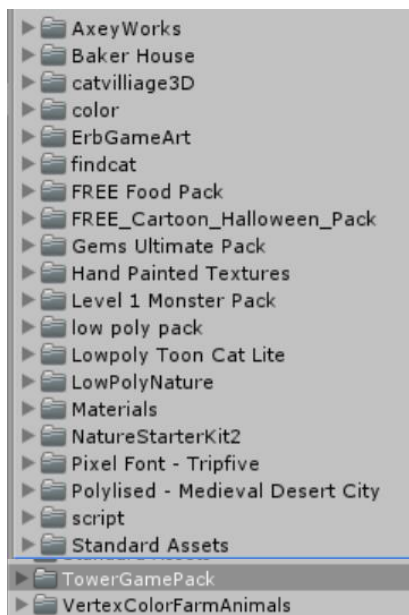 AxeyWorks
Baker House
catvilliage3D
color
ErbGameArt
findcat
FREE Food Pack
FREE_Cartoon_Halloween_Pack
Gems Ultimate Pack
Hand Painted Textures
Level 1 Monster Pack
low poly pack
Lowpoly Toon Cat Lite
LowPolyNature
Materials
NatureStarterKit2
Pixel Font - Tripfive
Polylised - Medieval Desert City
script
Standard Assets
TowerGamePack
VertexColorFarmAnimals